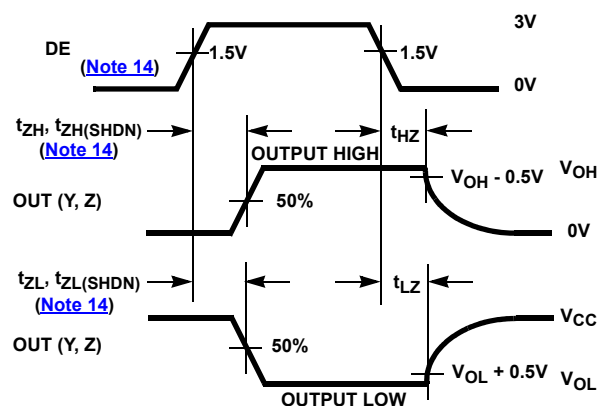 3V
DE
(Note 14)
1.5V
1.5V
0V
tZH, tZH(SHDN)
(Note 14)
tHZ
OUTPUT HIGH
VOH - 0.5V
VOH
OUT (Y, Z)
50%
0V
tZL, tZL(SHDN)
(Note 14)
tLZ
VCC
OUT (Y, Z)
50%
VOL + 0.5V
VOL
OUTPUT LOW